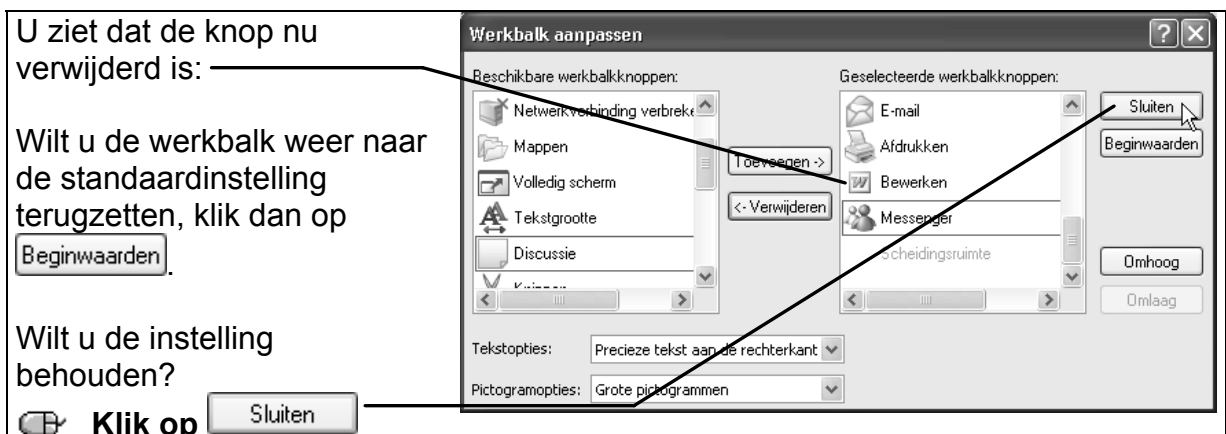 U ziet dat de knop nu
verwijderd is:
Wilt u de werkbalk weer naar
de standaardinstelling
terugzetten, klik dan op
Beginwaarden.
Wilt u de instelling
behouden?
Klik op Sluiten
Werkbalk aanpassen
Beschikbare werkbalkknoppen:
Netwerkverbinding verbreke
Mappen
Volledig scherm
Tekstgrootte
Discussie
Toevoegen ->
<- Verwijderen
Geselecteerde werkbalkknoppen:
E-mail
Afdrukken
Bewerken
Messenger
Scheidingsruimte
Sluiten
Beginwaarden
Omhoog
Omlaag
Tekstopties: Precieze tekst aan de rechterkant
Pictogramopties: Grote pictogrammen